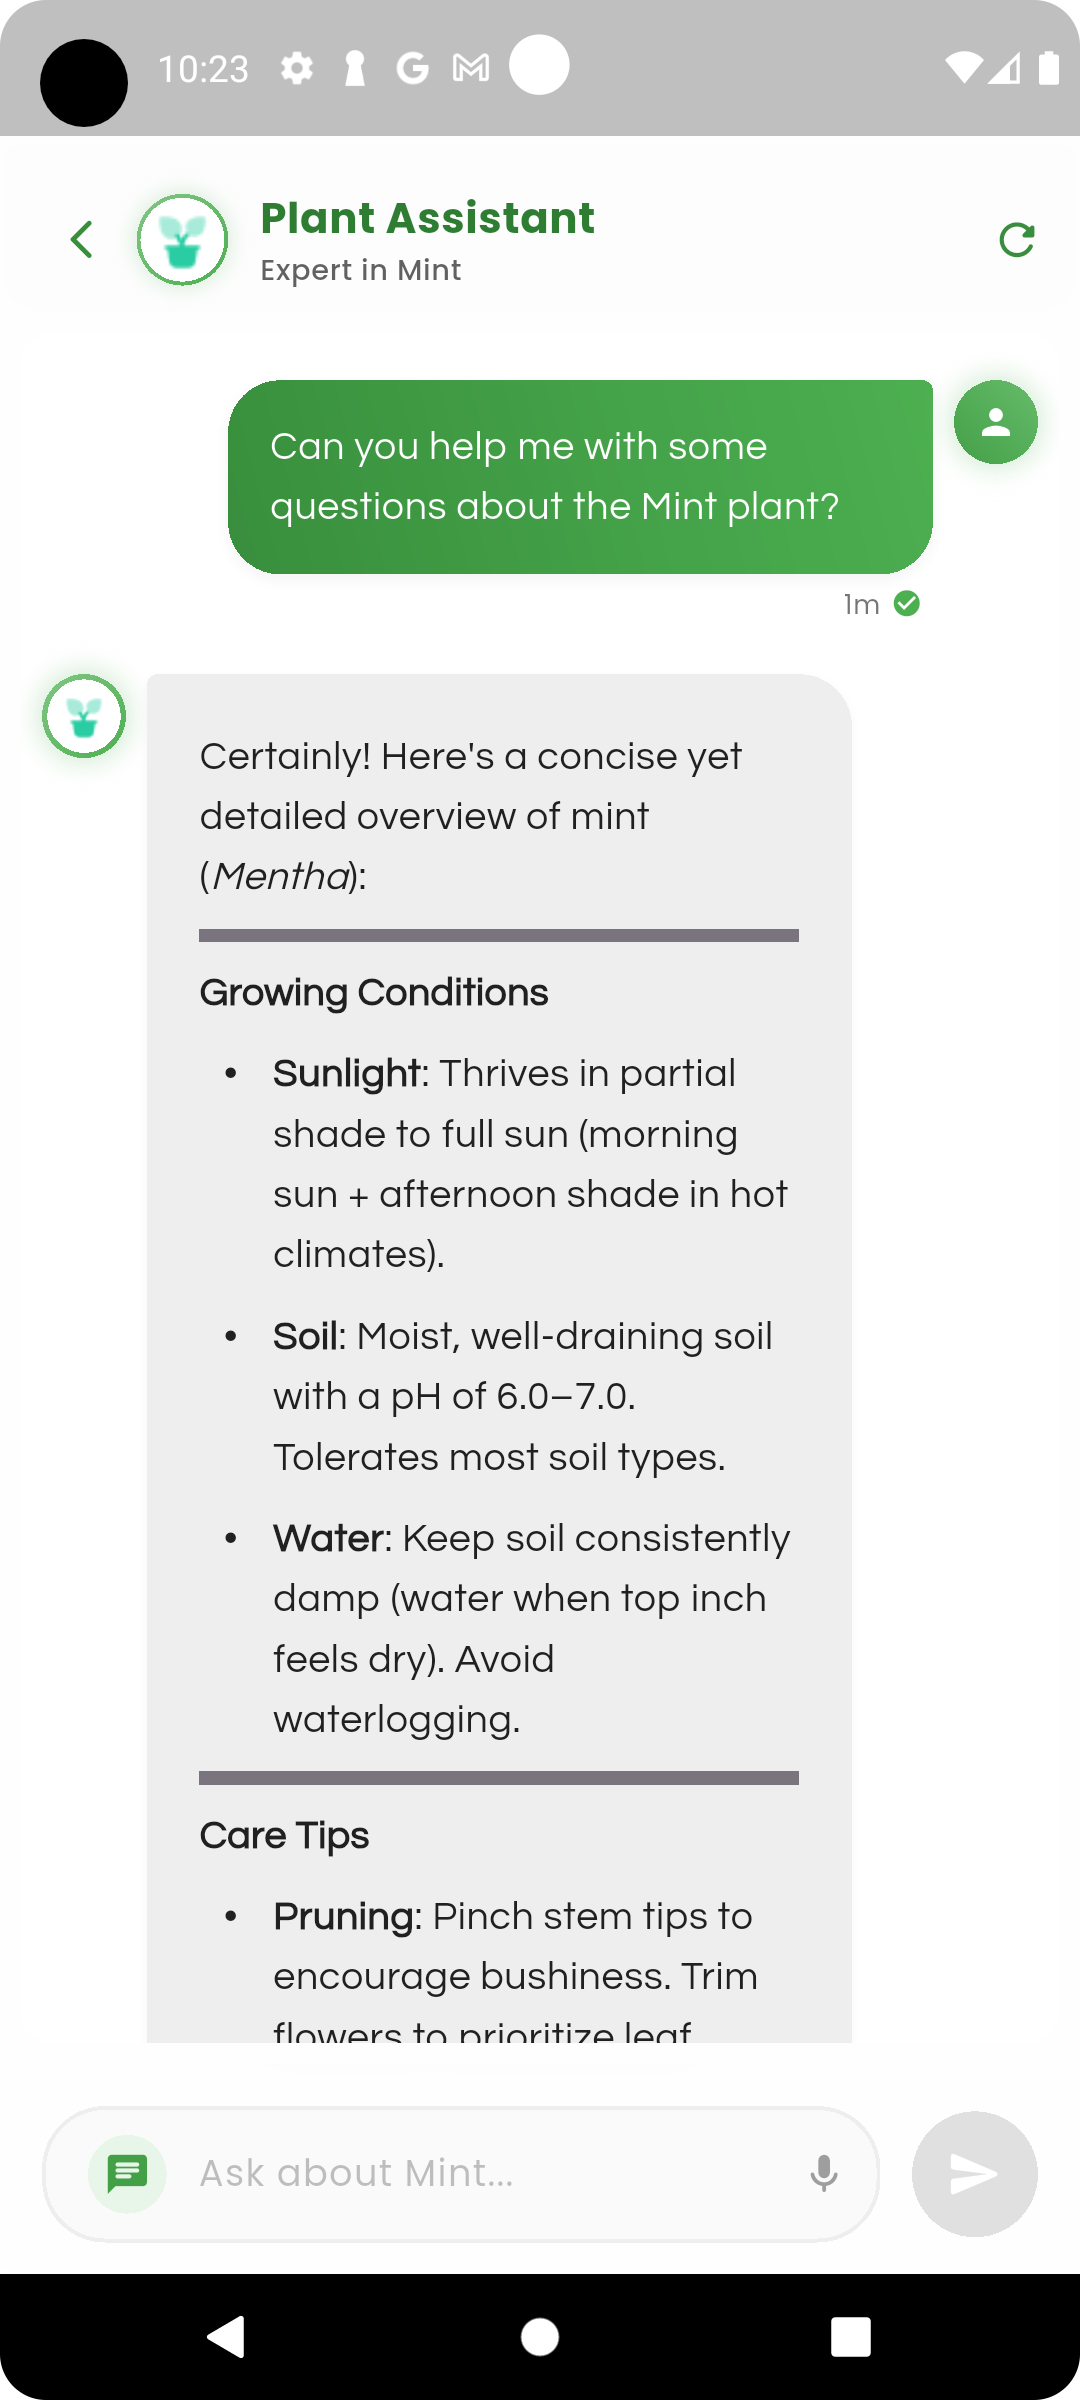 10:23
Plant Assistant
Expert in Mint
Can you help me with some
questions about the Mint plant?
1m
Certainly! Here's a concise yet
detailed overview of mint
(Mentha):
Growing Conditions
• Sunlight: Thrives in partial
shade to full sun (morning
sun + afternoon shade in hot
climates).
• Soil: Moist, well-draining soil
with a pH of 6.0–7.0.
Tolerates most soil types.
• Water: Keep soil consistently
damp (water when top inch
feels dry). Avoid
waterlogging.
Care Tips
• Pruning: Pinch stem tips to
encourage bushiness. Trim
flowers to prioritize leaf
Ask about Mint...